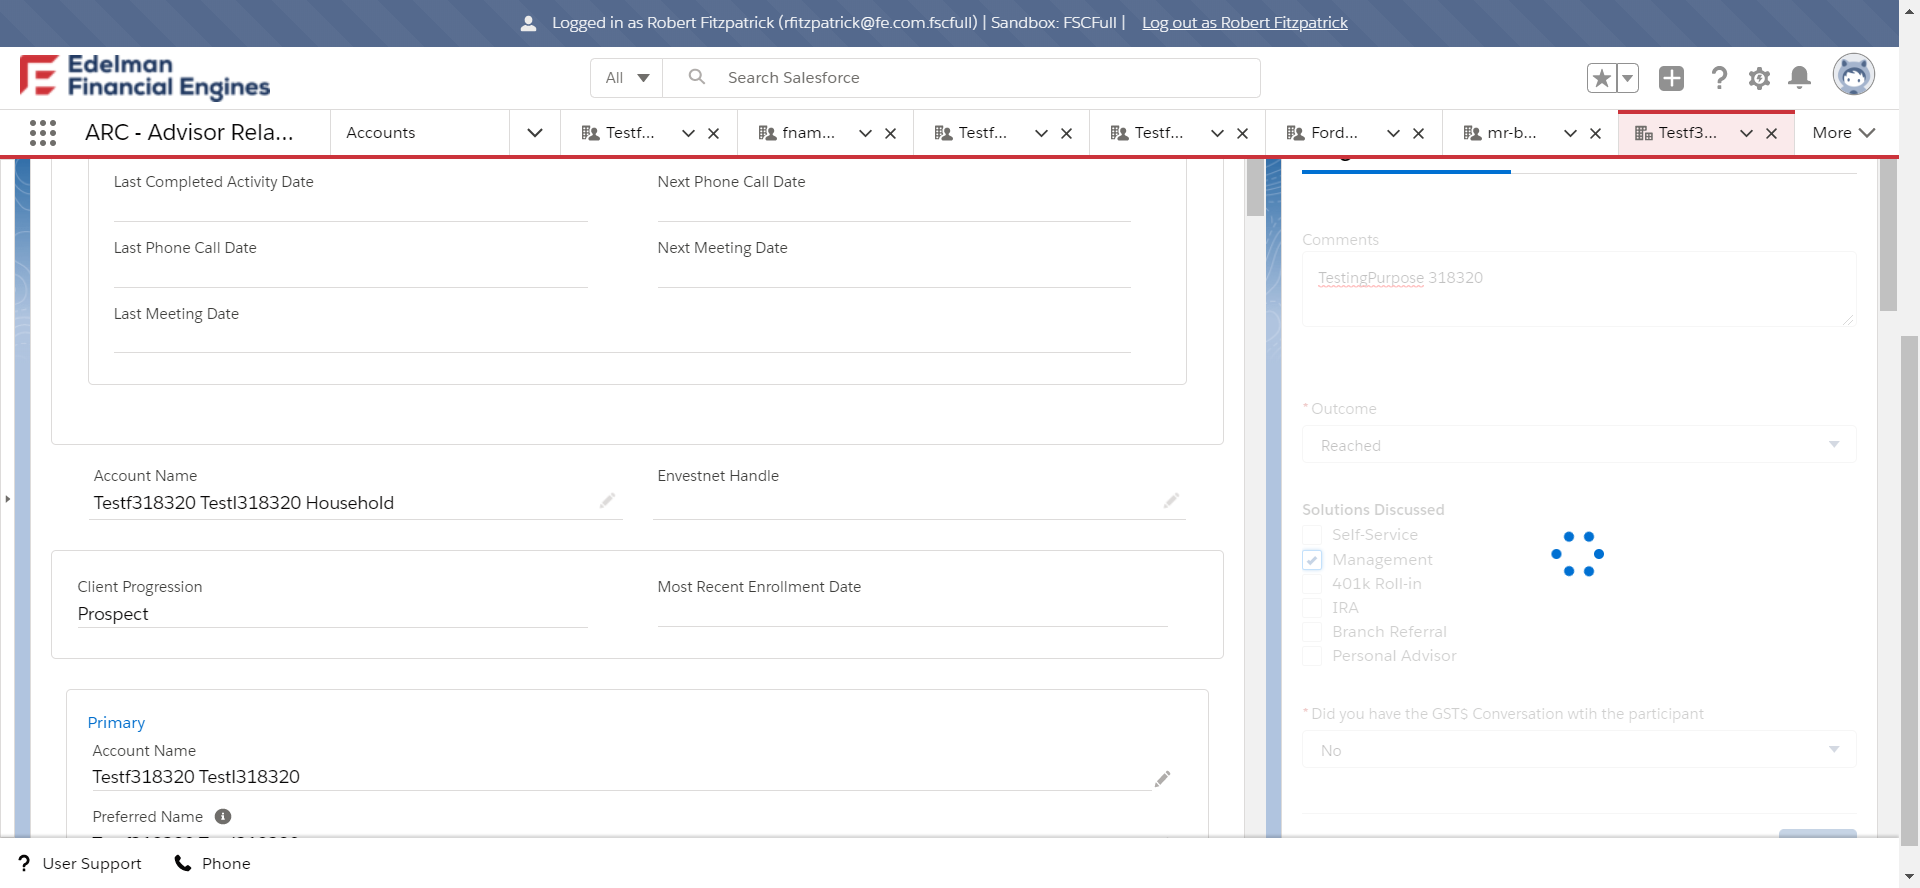 Logged in as Robert Fitzpatrick (rfitzpatrick@fe.com.fscfull) | Sandbox: FSCFull | Log out as Robert Fitzpatrick
Edelman
Financial Engines
All
Search Salesforce
ARC - Advisor Rela...
Accounts
Testf...
fnam...
Testf...
Testf...
Ford...
mr-b...
Testf3...
More
Last Completed Activity Date
Next Phone Call Date
Last Phone Call Date
Next Meeting Date
Last Meeting Date
Account Name
Testf318320 Testl318320 Household
Envestnet Handle
Client Progression
Prospect
Most Recent Enrollment Date
Primary
Account Name
Testf318320 Testl318320
Preferred Name
Comments
TestingPurpose 318320
* Outcome
Reached
Solutions Discussed
Self-Service
Management
401k Roll-in
IRA
Branch Referral
Personal Advisor
* Did you have the GSTS Conversation wtih the participant
No
User Support
Phone